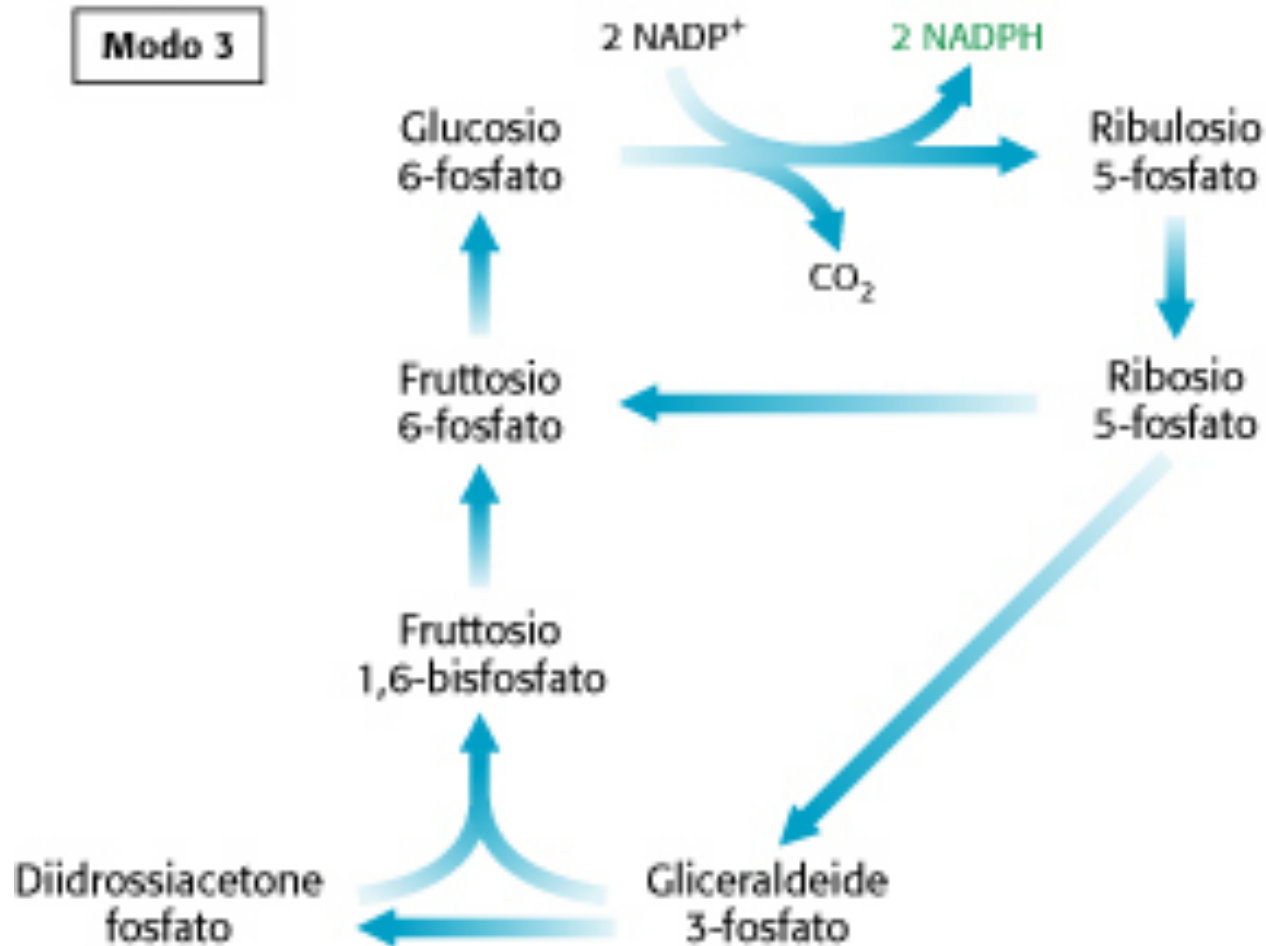 Modo 3
2 NADP⁺
2 NADPH
Glucosio
6-fosfato
Ribulosio
5-fosfato
CO₂
Fruttosio
6-fosfato
Ribosio
5-fosfato
Fruttosio
1,6-bisfosfato
Diidrossiacetone
fosfato
Gliceraldeide
3-fosfato